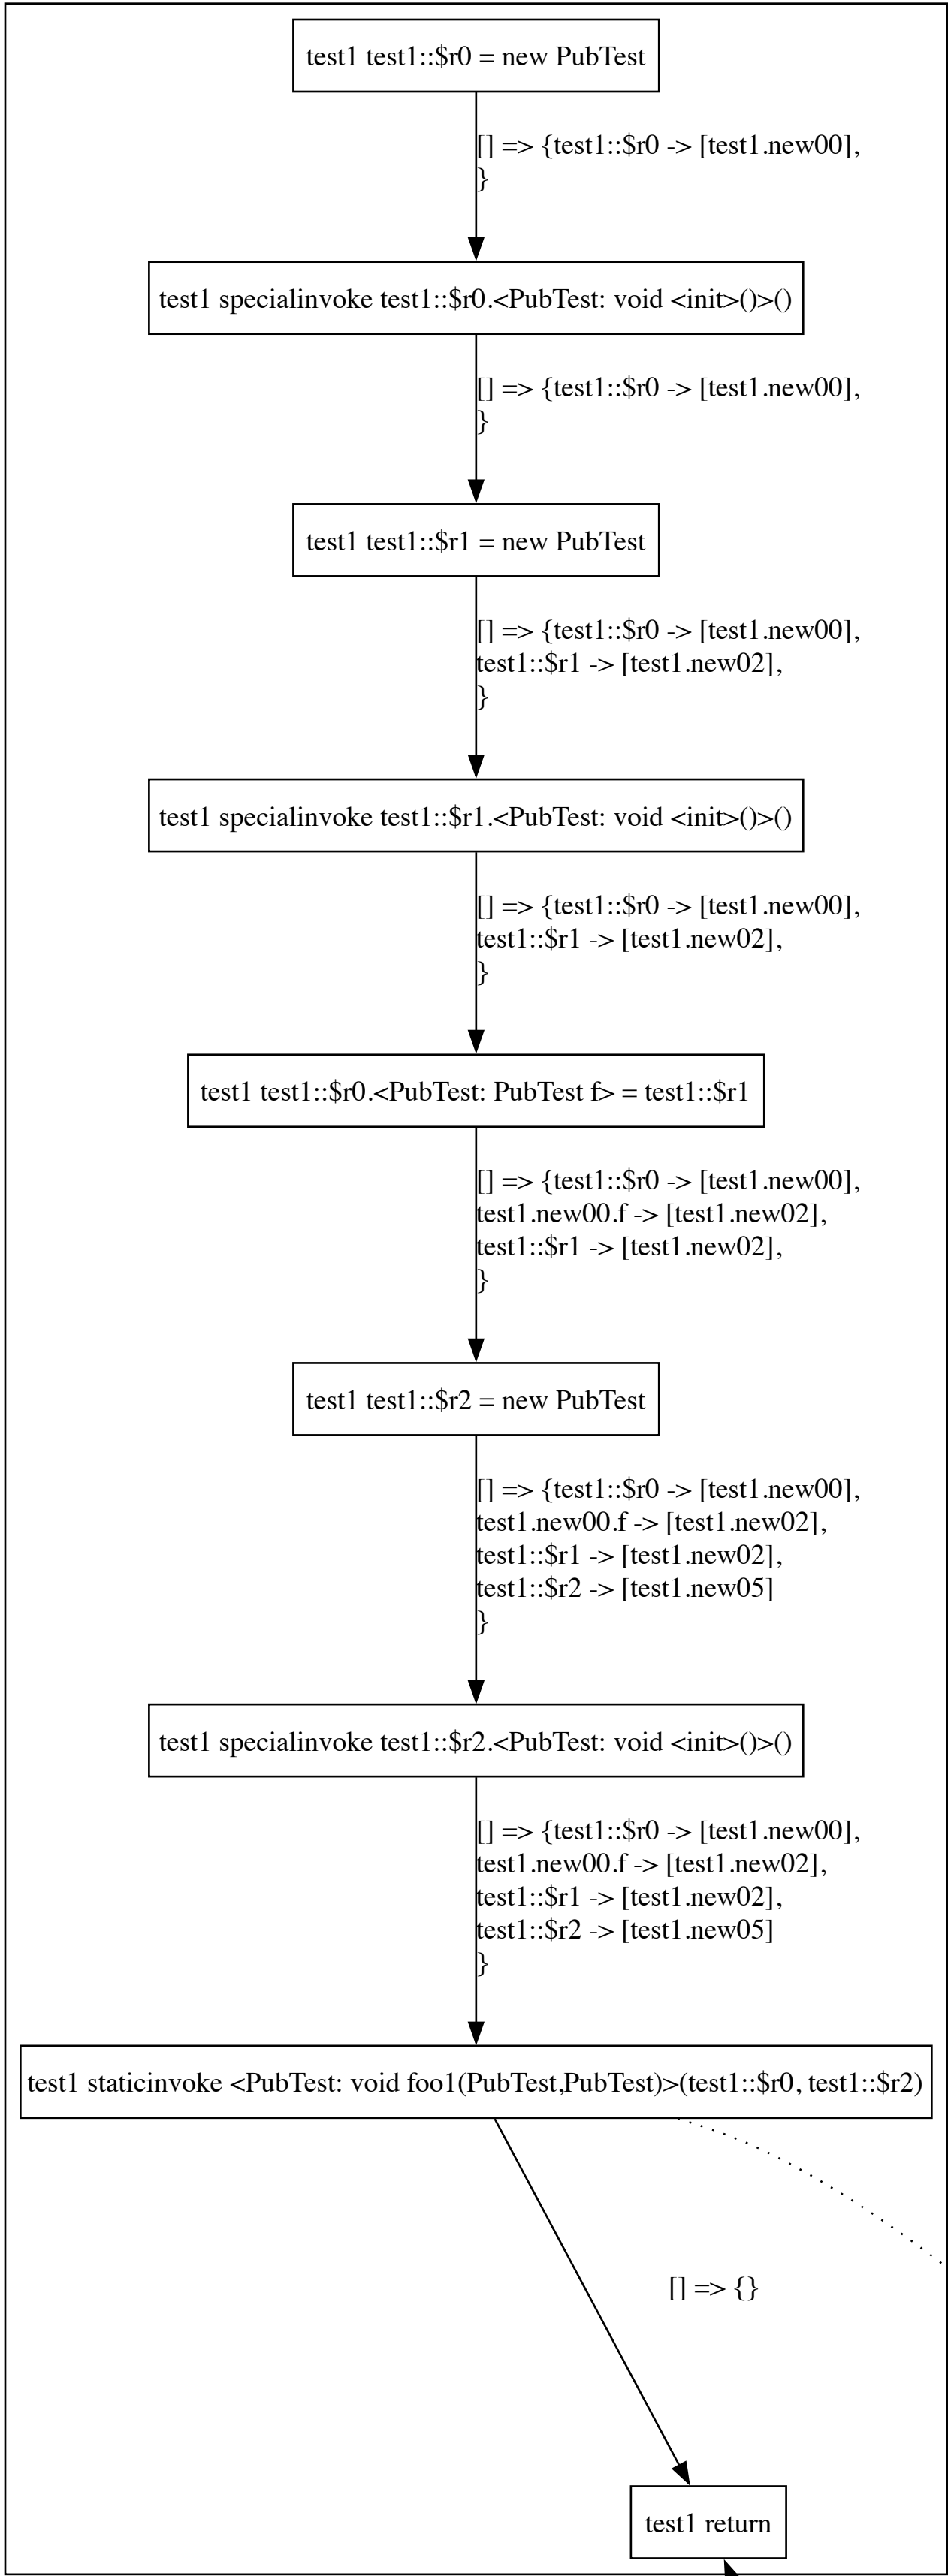 test1 test1::$r0 = new PubTest
[] => {test1::$r0 -> [test1.new00],
}
test1 specialinvoke test1::$r0.<PubTest: void <init>()>()
[] => {test1::$r0 -> [test1.new00],
}
test1 test1::$r1 = new PubTest
[] => {test1::$r0 -> [test1.new00],
test1::$r1 -> [test1.new02],
}
test1 specialinvoke test1::$r1.<PubTest: void <init>()>()
[] => {test1::$r0 -> [test1.new00],
test1::$r1 -> [test1.new02],
}
test1 test1::$r0.<PubTest: PubTest f> = test1::$r1
[] => {test1::$r0 -> [test1.new00],
test1.new00.f -> [test1.new02],
test1::$r1 -> [test1.new02],
}
test1 test1::$r2 = new PubTest
[] => {test1::$r0 -> [test1.new00],
test1.new00.f -> [test1.new02],
test1::$r1 -> [test1.new02],
test1::$r2 -> [test1.new05]
}
test1 specialinvoke test1::$r2.<PubTest: void <init>()>()
[] => {test1::$r0 -> [test1.new00],
test1.new00.f -> [test1.new02],
test1::$r1 -> [test1.new02],
test1::$r2 -> [test1.new05]
}
test1 staticinvoke <PubTest: void foo1(PubTest,PubTest)>(test1::$r0, test1::$r2)
[] => {}
test1 return